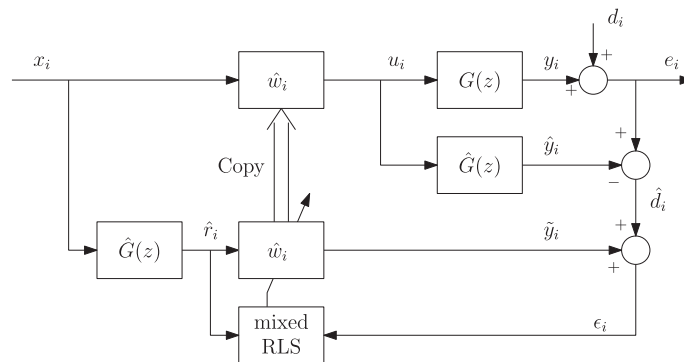 d_i
x_i
ŵ_i
u_i
G(z)
y_i
+
+
e_i
Copy
Ĝ(z)
ŷ_i
+
−
d̂_i
Ĝ(z)
r̂_i
ŵ_i
ỹ_i
+
+
mixed
RLS
ϵ_i